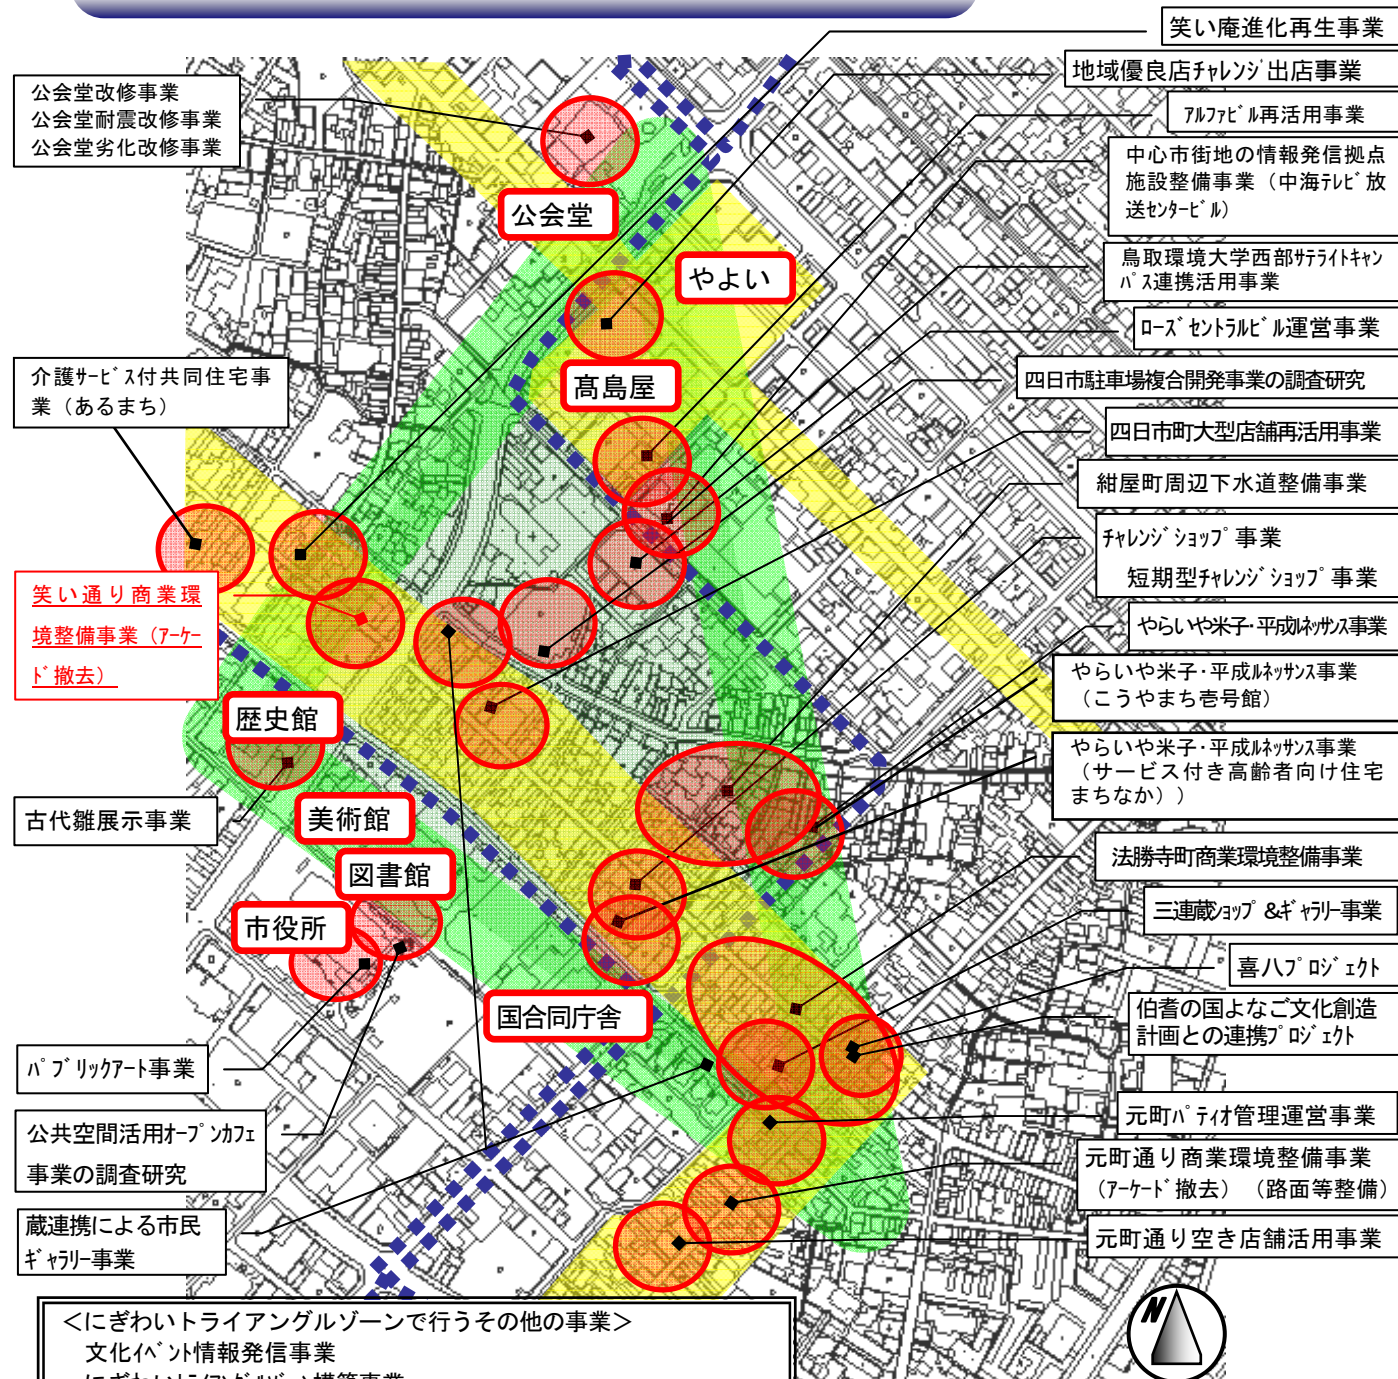 笑い庵進化再生事業
地域優良店ﾁｬﾚﾝｼﾞ出店事業
公会堂改修事業
公会堂耐震改修事業
公会堂劣化改修事業
ｱﾙﾌｧﾋﾞﾙ再活用事業
中心市街地の情報発信拠点
施設整備事業（中海ﾃﾚﾋﾞ放
送ｾﾝﾀｰﾋﾞﾙ）
公会堂
やよい
鳥取環境大学西部ｻﾃﾗｲﾄｷｬﾝ
ﾊﾟｽ連携活用事業
ﾛｰｽﾞｾﾝﾄﾗﾙﾋﾞﾙ運営事業
介護ｻｰﾋﾞｽ付共同住宅事
業（あるまち）
髙島屋
四日市駐車場複合開発事業の調査研究
四日市町大型店舗再活用事業
紺屋町周辺下水道整備事業
ﾁｬﾚﾝｼﾞｼｮｯﾌﾟ事業
短期型ﾁｬﾚﾝｼﾞｼｮｯﾌﾟ事業
笑い通り商業環
境整備事業（ｱｰｹｰ
ﾄﾞ撤去）
やらいや米子･平成ﾙﾈｯｻﾝｽ事業
やらいや米子･平成ﾙﾈｯｻﾝｽ事業
（こうやまち壱号館）
歴史館
やらいや米子･平成ﾙﾈｯｻﾝｽ事業
（サービス付き高齢者向け住宅
まちなか））
古代雛展示事業
美術館
図書館
法勝寺町商業環境整備事業
三連蔵ｼｮｯﾌﾟ&ｷﾞｬﾗﾘｰ事業
市役所
喜八ﾌﾟﾛｼﾞｪｸﾄ
国合同庁舎
伯耆の国よなご文化創造
計画との連携ﾌﾟﾛｼﾞｪｸﾄ
ﾊﾟﾌﾞﾘｯｸｱｰﾄ事業
元町ﾊﾟﾃｨｵ管理運営事業
公共空間活用ｵｰﾌﾟﾝｶﾌｪ
事業の調査研究
元町通り商業環境整備事業
（ｱｰｹｰﾄﾞ撤去）（路面等整備）
蔵連携による市民
ｷﾞｬﾗﾘｰ事業
元町通り空き店舗活用事業
N
＜にぎわいトライアングルゾーンで行うその他の事業＞
文化ｲﾍﾞﾝﾄ情報発信事業